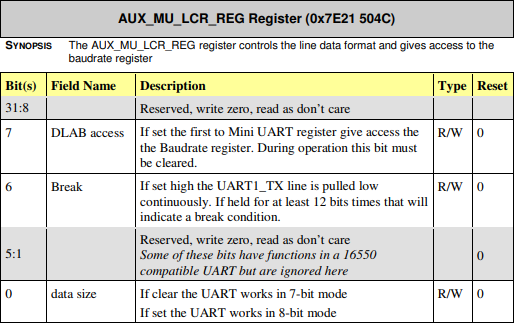 AUX_MU_LCR_REG Register (0x7E21 504C)
SYNOPSIS The AUX_MU_LCR_REG register controls the line data format and gives access to the
baudrate register
Bit(s) Field Name Description Type Reset
31:8 Reserved, write zero, read as don't care
7 DLAB access If set the first to Mini UART register give access the R/W 0
the Baudrate register. During operation this bit must
be cleared.
6 Break If set high the UART1_TX line is pulled low R/W 0
continuously. If held for at least 12 bits times that will
indicate a break condition.
5:1 Reserved, write zero, read as don't care 0
Some of these bits have functions in a 16550
compatible UART but are ignored here
0 data size If clear the UART works in 7-bit mode R/W 0
If set the UART works in 8-bit mode